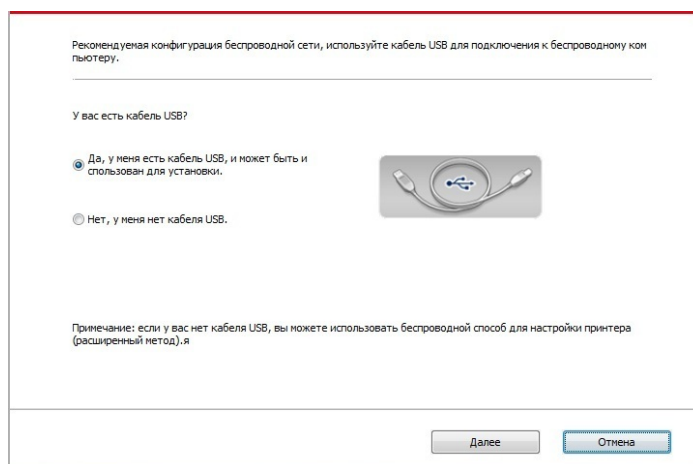 Рекомендуемая конфигурация беспроводной сети, используйте кабель USB для подключения к беспроводному ком
пьютеру.
У вас есть кабель USB?
Да, у меня есть кабель USB, и может быть и
спользован для установки.
Нет, у меня нет кабеля USB.
Примечание: если у вас нет кабеля USB, вы можете использовать беспроводной способ для настройки принтера
(расширенный метод).я
Далее
Отмена